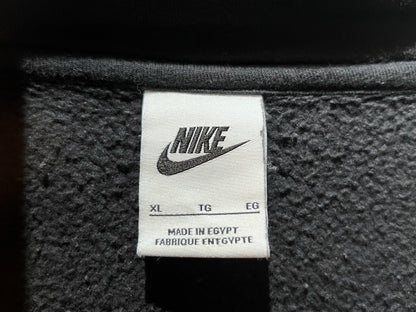 NIKE
XL TG EG
MADE IN EGYPT
FABRIQUE EN EGYPTE